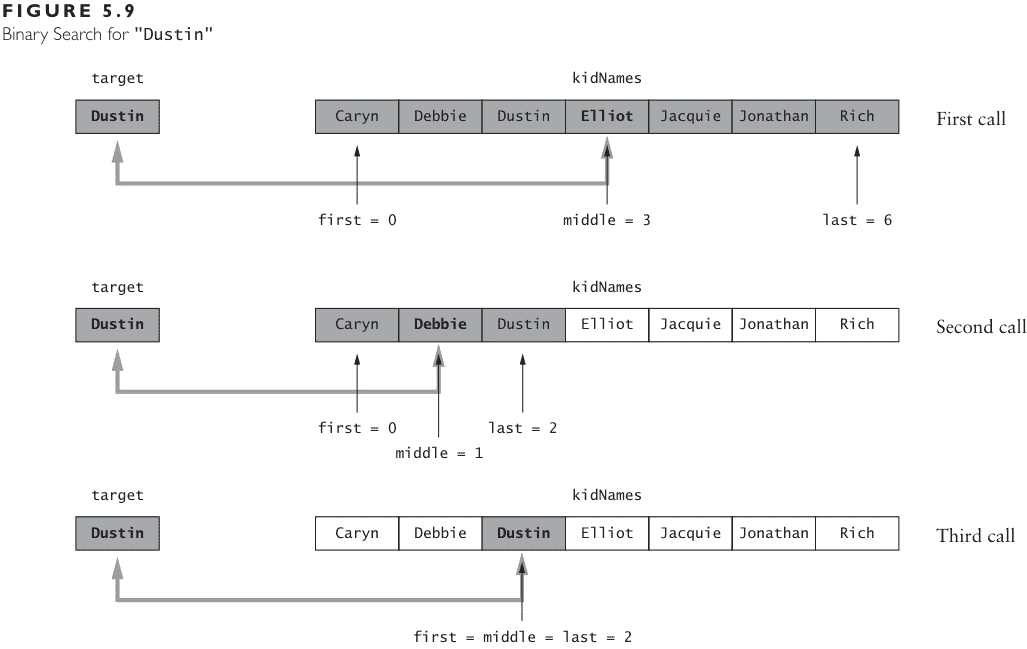 FIGURE 5.9
Binary Search for "Dustin"
target kidNames
Dustin Caryn Debbie Dustin Elliot Jacquie Jonathan Rich First call
first = 0 middle = 3 last = 6
target kidNames
Dustin Caryn Debbie Dustin Elliot Jacquie Jonathan Rich Second call
first = 0 last = 2
middle = 1
target kidNames
Dustin Caryn Debbie Dustin Elliot Jacquie Jonathan Rich Third call
first = middle = last = 2